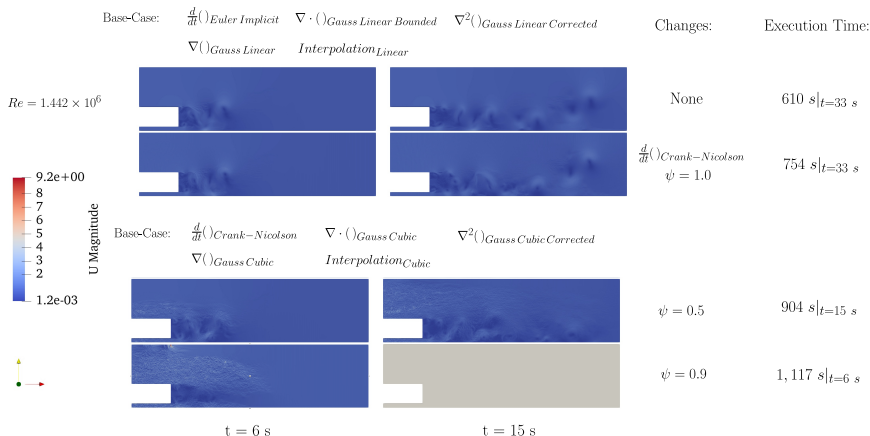 Base-Case: d/dt( )Euler Implicit ∇ · ( )Gauss Linear Bounded ∇²( )Gauss Linear Corrected
∇( )Gauss Linear Interpolation Linear
Changes: Execution Time:
Re = 1.442 × 10⁶
None 610 s|t=33 s
d/dt( )Crank−Nicolson
ψ = 1.0
754 s|t=33 s
9.2e+00
8
7
6
5
4
3
2
1.2e-03
U Magnitude
Base-Case: d/dt( )Crank−Nicolson ∇ · ( )Gauss Cubic ∇²( )Gauss Cubic Corrected
∇( )Gauss Cubic Interpolation Cubic
ψ = 0.5 904 s|t=15 s
ψ = 0.9 1,117 s|t=6 s
t = 6 s t = 15 s